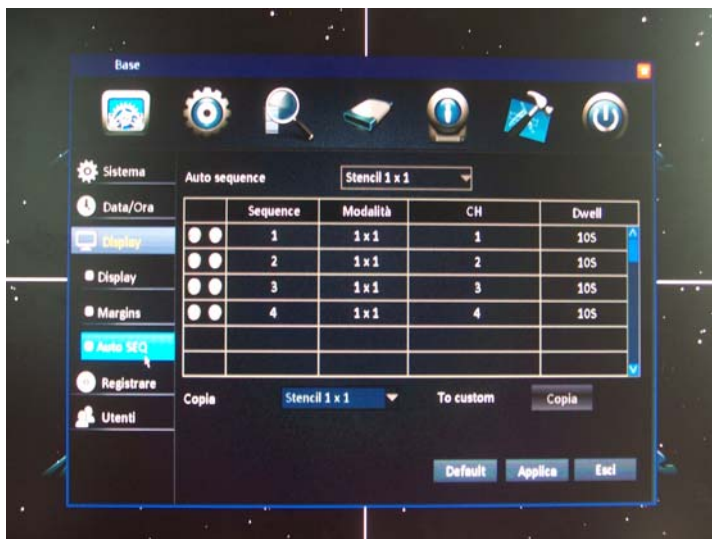 Base
Sistema
Data/Ora
Display
Display
Margins
Auto SEQ
Registrare
Utenti
Auto sequence Stencil 1 x 1
Sequence Modalità CH Dwell
1 1 x 1 1 10S
2 1 x 1 2 10S
3 1 x 1 3 10S
4 1 x 1 4 10S
Copia Stencil 1 x 1 To custom Copia
Default Applica Esci